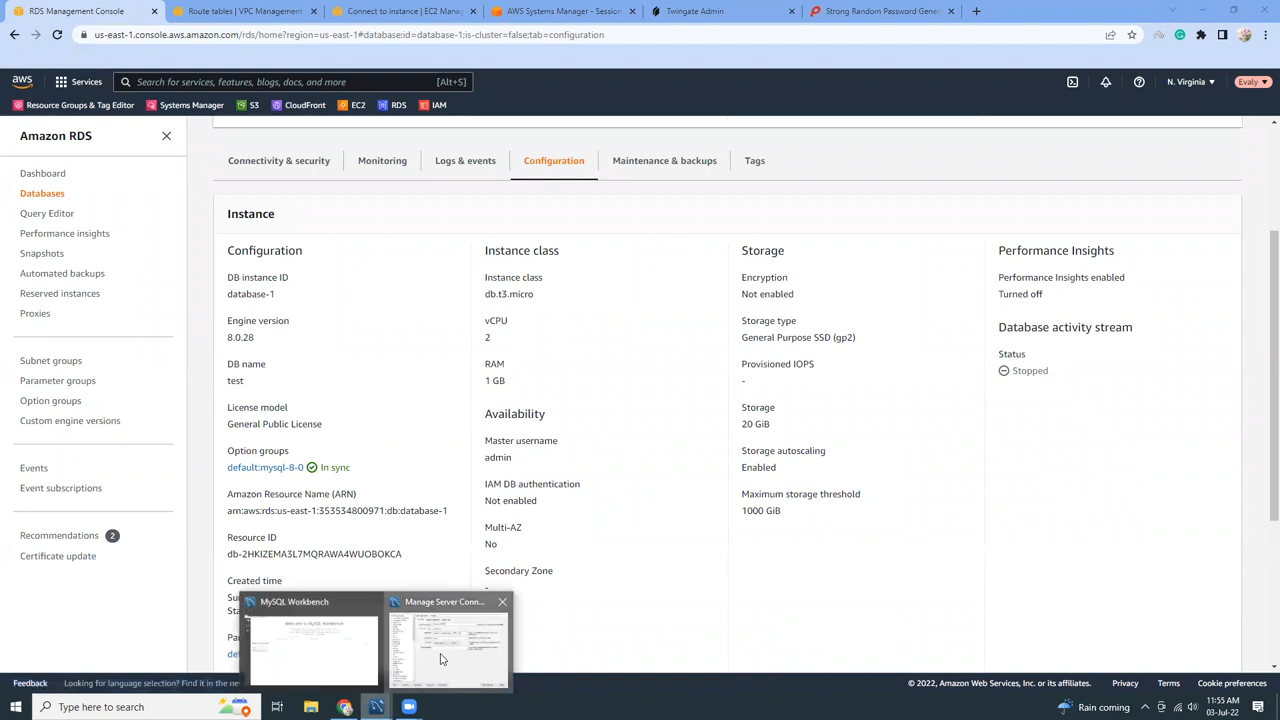 RDS Management Console
Route tables | VPC Management
Connect to instance | EC2 Manag
AWS Systems Manager - Session
Twingate Admin
Strong Random Password Gene
us-east-1.console.aws.amazon.com/rds/home?region=us-east-1#database:id=database-1;is-cluster=false;tab=configuration
aws
Services
Search for services, features, blogs, docs, and more
[Alt+S]
N. Virginia
Evaly
Resource Groups & Tag Editor
Systems Manager
S3
CloudFront
EC2
RDS
IAM
Amazon RDS
Dashboard
Databases
Query Editor
Performance insights
Snapshots
Automated backups
Reserved instances
Proxies
Subnet groups
Parameter groups
Option groups
Custom engine versions
Events
Event subscriptions
Recommendations 2
Certificate update
Connectivity & security
Monitoring
Logs & events
Configuration
Maintenance & backups
Tags
Instance
Configuration
DB instance ID
database-1
Engine version
8.0.28
DB name
test
License model
General Public License
Option groups
default:mysql-8-0 In sync
Amazon Resource Name (ARN)
arn:aws:rds:us-east-1:353534800971:db:database-1
Resource ID
db-2HKIZEMA3L7MQRAWA4WUOBOKCA
Created time
Instance class
Instance class
db.t3.micro
vCPU
2
RAM
1 GB
Availability
Master username
admin
IAM DB authentication
Not enabled
Multi-AZ
No
Secondary Zone
-
Storage
Encryption
Not enabled
Storage type
General Purpose SSD (gp2)
Provisioned IOPS
-
Storage
20 GiB
Storage autoscaling
Enabled
Maximum storage threshold
1000 GiB
Performance Insights
Performance Insights enabled
Turned off
Database activity stream
Status
Stopped
MySQL Workbench
Manage Server Conn...
Welcome to MySQL Workbench
Feedback
Looking for language selection? Find it in the ne
© 2022, Amazon Web Services, Inc. or its affiliates.
Privacy
Terms
Cookie preferences
Type here to search
Rain coming
11:55 AM
03-Jul-22